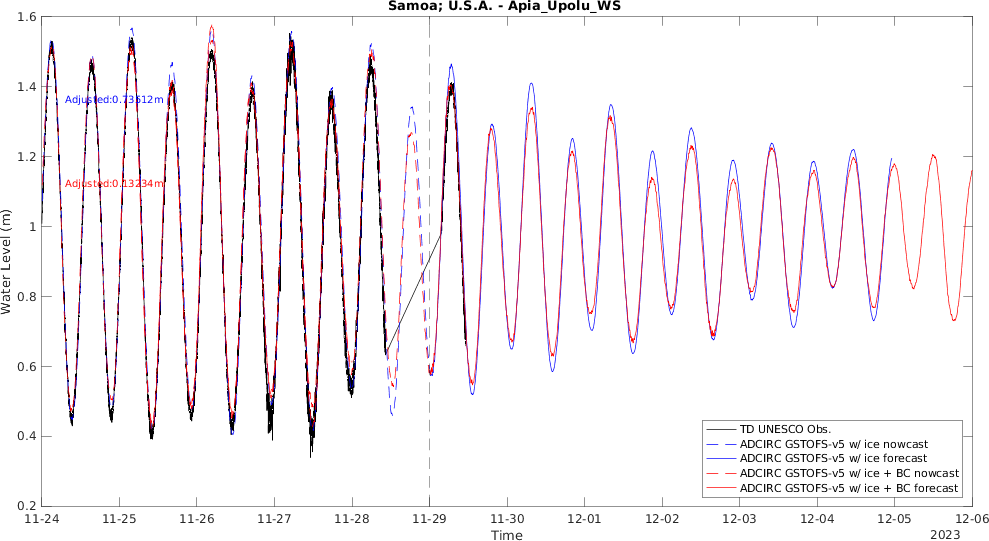 Samoa; U.S.A. - Apia_Upolu_WS
Water Level (m)
1.6
1.4
1.2
1
0.8
0.6
0.4
0.2
Adjusted:0.73512m
Adjusted:0.13234m
TD UNESCO Obs.
ADCIRC GSTOFS-v5 w/ ice nowcast
ADCIRC GSTOFS-v5 w/ ice forecast
ADCIRC GSTOFS-v5 w/ ice + BC nowcast
ADCIRC GSTOFS-v5 w/ ice + BC forecast
11-24 11-25 11-26 11-27 11-28 11-29 11-30 12-01 12-02 12-03 12-04 12-05 12-06
Time
2023